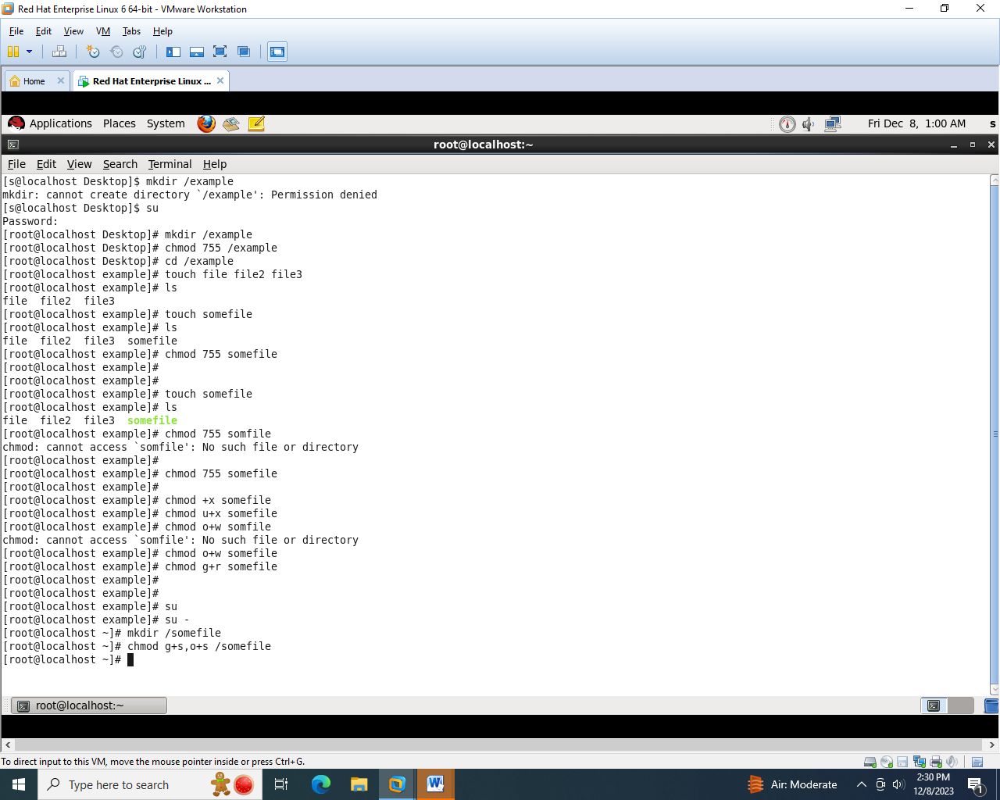 Red Hat Enterprise Linux 6 64-bit - VMware Workstation
File Edit View VM Tabs Help
Home Red Hat Enterprise Linux ...
Applications Places System Fri Dec 8, 1:00 AM s
root@localhost:~
File Edit View Search Terminal Help
[s@localhost Desktop]$ mkdir /example
mkdir: cannot create directory `/example': Permission denied
[s@localhost Desktop]$ su
Password:
[root@localhost Desktop]# mkdir /example
[root@localhost Desktop]# chmod 755 /example
[root@localhost Desktop]# cd /example
[root@localhost example]# touch file file2 file3
[root@localhost example]# ls
file  file2  file3
[root@localhost example]# touch somefile
[root@localhost example]# ls
file  file2  file3  somefile
[root@localhost example]# chmod 755 somefile
[root@localhost example]#
[root@localhost example]#
[root@localhost example]# touch somefile
[root@localhost example]# ls
file  file2  file3  somefile
[root@localhost example]# chmod 755 somfile
chmod: cannot access `somfile': No such file or directory
[root@localhost example]#
[root@localhost example]# chmod 755 somefile
[root@localhost example]#
[root@localhost example]# chmod +x somefile
[root@localhost example]# chmod u+x somefile
[root@localhost example]# chmod o+w somfile
chmod: cannot access `somfile': No such file or directory
[root@localhost example]# chmod o+w somefile
[root@localhost example]# chmod g+r somefile
[root@localhost example]#
[root@localhost example]#
[root@localhost example]# su
[root@localhost example]# su -
[root@localhost ~]# mkdir /somefile
[root@localhost ~]# chmod g+s,o+s /somefile
[root@localhost ~]#
root@localhost:~
To direct input to this VM, move the mouse pointer inside or press Ctrl+G.
Type here to search
Air: Moderate
2:30 PM
12/8/2023
1